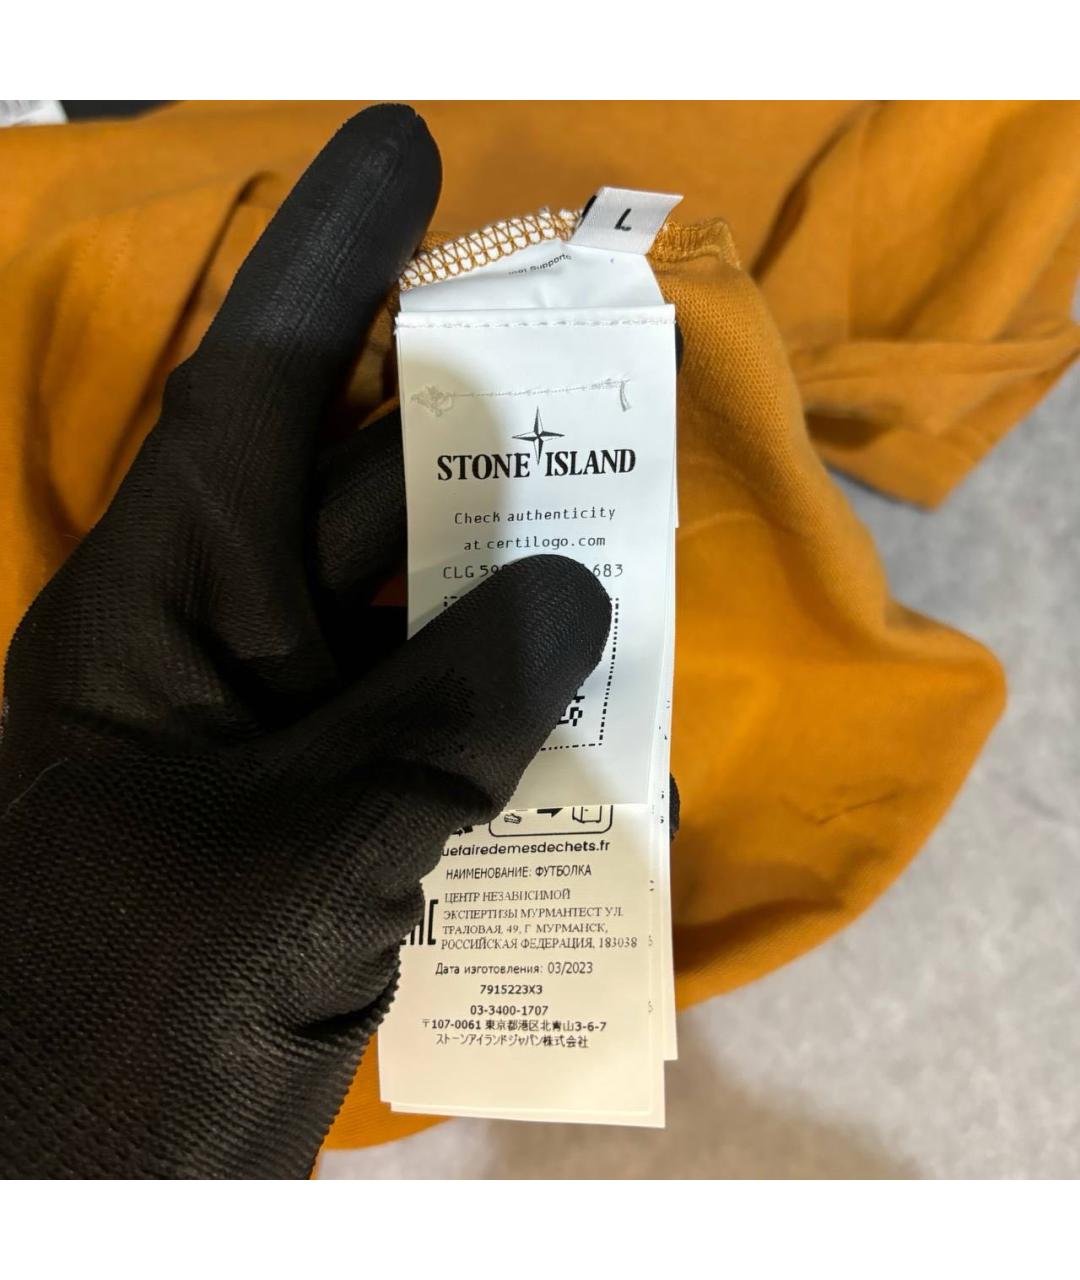 L
STONE ISLAND
Check authenticity
at certilogo.com
CLG 59 683
uefairedemesdechets.fr
НАИМЕНОВАНИЕ: ФУТБОЛКА
ЦЕНТР НЕЗАВИСИМОЙ
ЭКСПЕРТИЗЫ МУРМАНТЕСТ УЛ.
ТРАЛОВАЯ, 49, Г МУРМАНСК,
РОССИЙСКАЯ ФЕДЕРАЦИЯ, 183038
Дата изготовления: 03/2023
7915223X3
03-3400-1707
〒107-0061 東京都港区北青山3-6-7
ストーンアイランドジャパン株式会社